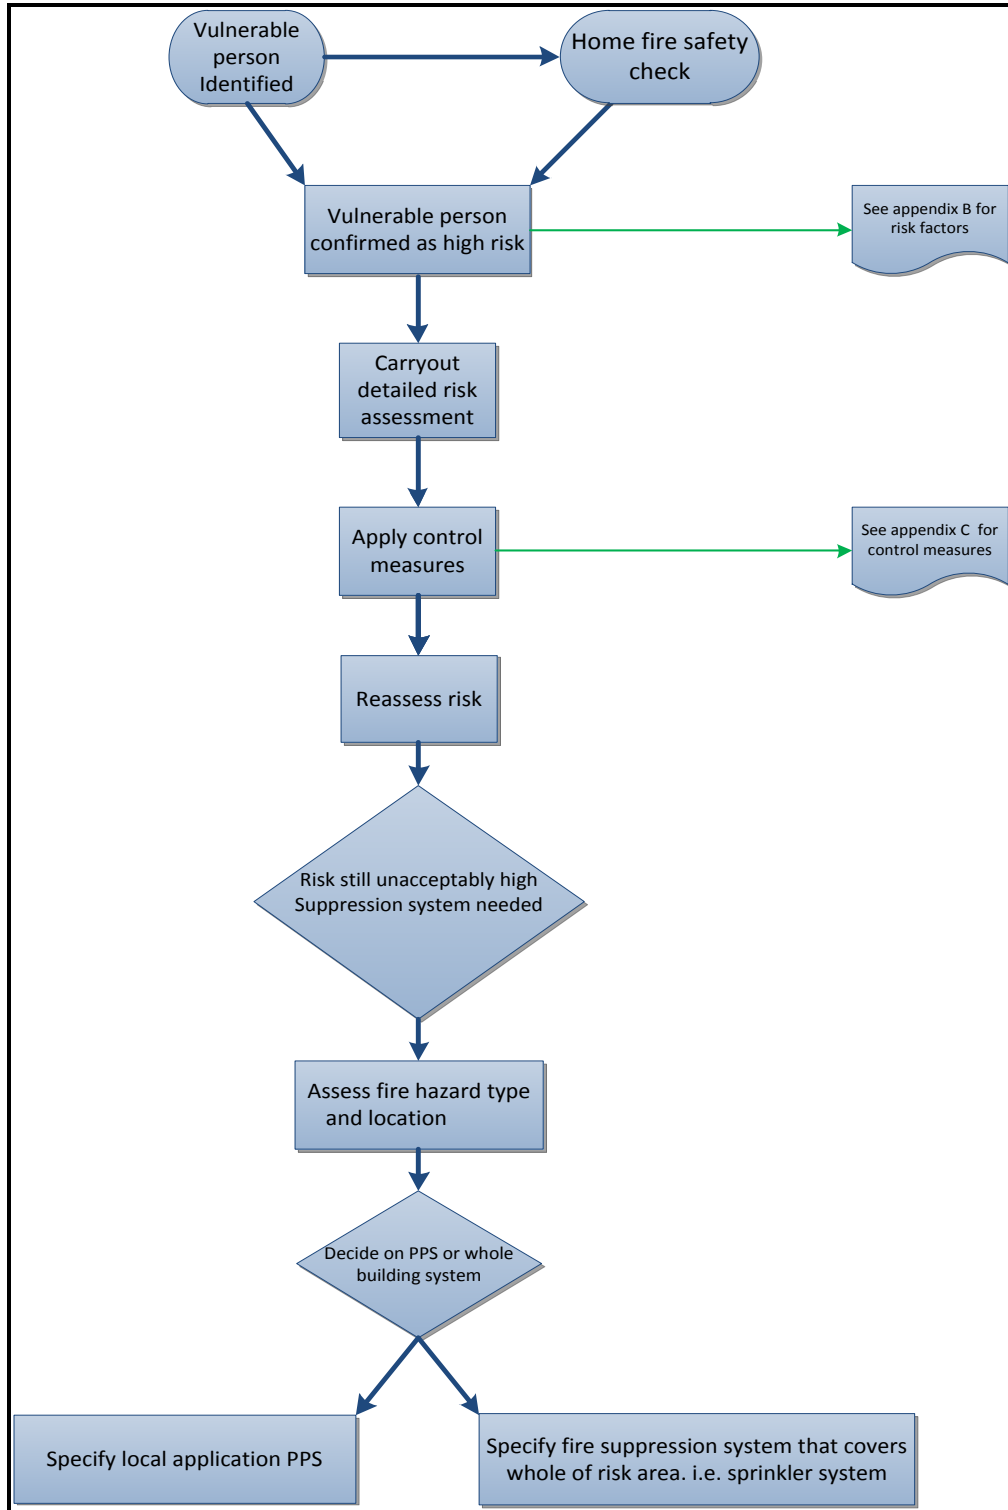 Vulnerable
person
Identified
Home fire safety
check
Vulnerable person
confirmed as high risk
See appendix B for
risk factors
Carryout
detailed risk
assessment
Apply control
measures
See appendix C  for
control measures
Reassess risk
Risk still unacceptably high
Suppression system needed
Assess fire hazard type
and location
Decide on PPS or whole
building system
Specify local application PPS
Specify fire suppression system that covers
whole of risk area. i.e. sprinkler system